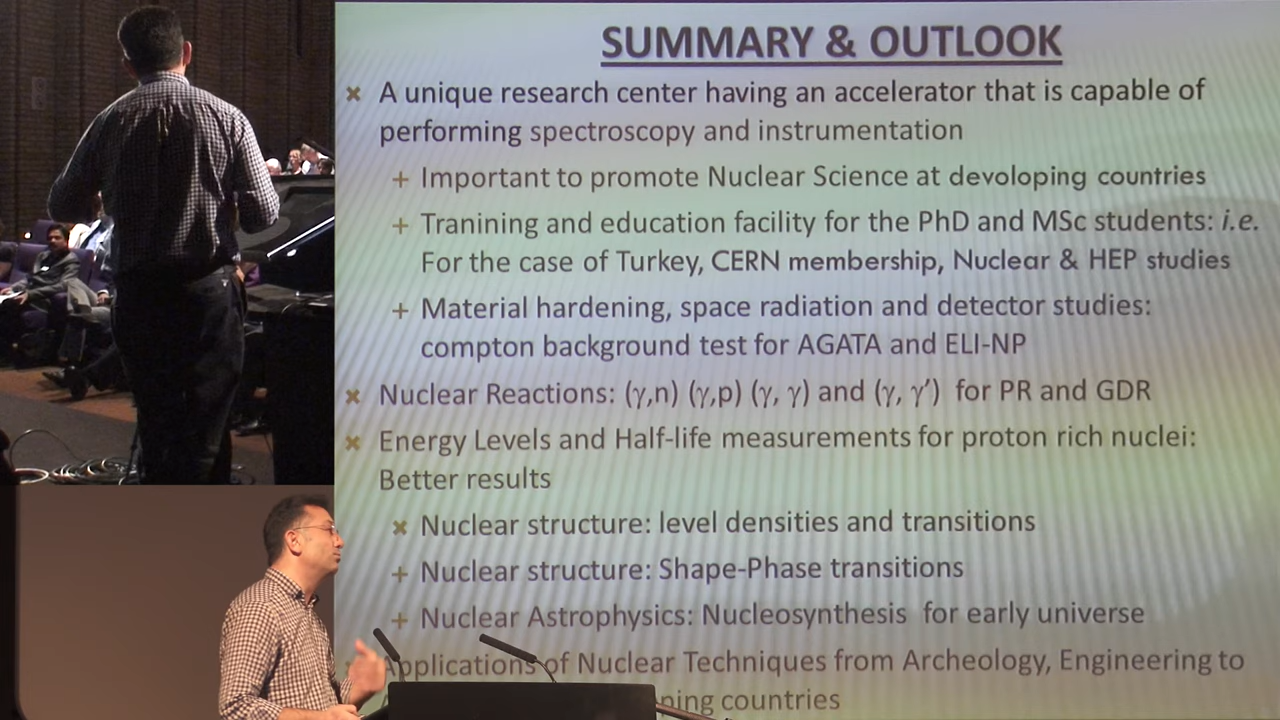 SUMMARY & OUTLOOK
A unique research center having an accelerator that is capable of
performing spectroscopy and instrumentation
+ Important to promote Nuclear Science at devoloping countries
+ Tranining and education facility for the PhD and MSc students: i.e.
For the case of Turkey, CERN membership, Nuclear & HEP studies
+ Material hardening, space radiation and detector studies:
compton background test for AGATA and ELI-NP
Nuclear Reactions: (γ,n) (γ,p) (γ, γ) and (γ, γ’) for PR and GDR
Energy Levels and Half-life measurements for proton rich nuclei:
Better results
Nuclear structure: level densities and transitions
+ Nuclear structure: Shape-Phase transitions
+ Nuclear Astrophysics: Nucleosynthesis for early universe
Applications of Nuclear Techniques from Archeology, Engineering to
countries